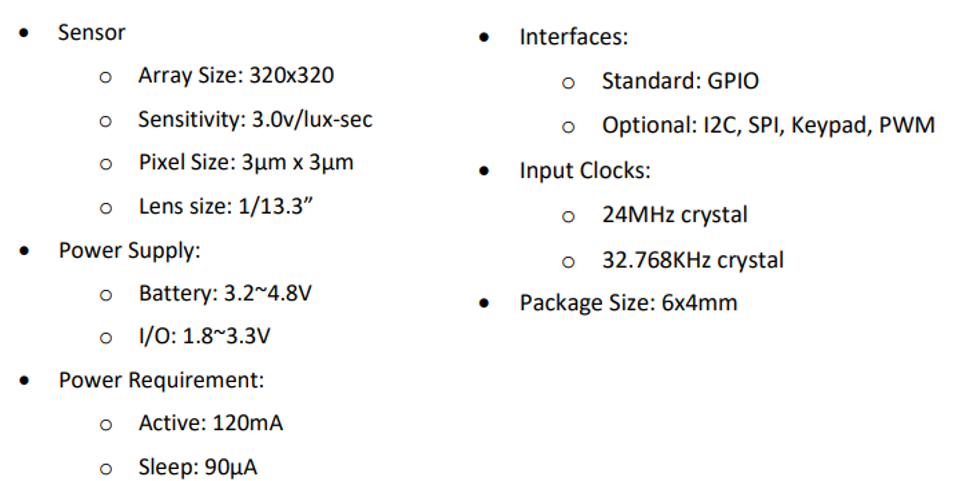 • Sensor
o Array Size: 320x320
o Sensitivity: 3.0v/lux-sec
o Pixel Size: 3μm x 3μm
o Lens size: 1/13.3”
• Power Supply:
o Battery: 3.2~4.8V
o I/O: 1.8~3.3V
• Power Requirement:
o Active: 120mA
o Sleep: 90μA
• Interfaces:
o Standard: GPIO
o Optional: I2C, SPI, Keypad, PWM
• Input Clocks:
o 24MHz crystal
o 32.768KHz crystal
• Package Size: 6x4mm